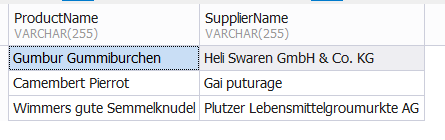 ProductName SupplierName
VARCHAR(255) VARCHAR(255)
Gumbur Gummiburchen Heli Swaren GmbH & Co. KG
Camembert Pierrot Gai puturage
Wimmers gute Semmelknudel Plutzer Lebensmittelgroumurkte AG